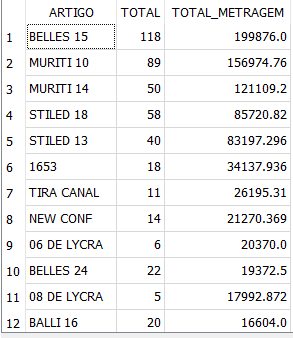 ARTIGO TOTAL TOTAL_METRAGEM
1 BELLES 15 118 199876.0
2 MURITI 10 89 156974.76
3 MURITI 14 50 121109.2
4 STILED 18 58 85720.82
5 STILED 13 40 83197.296
6 1653 18 34137.936
7 TIRA CANAL 11 26195.31
8 NEW CONF 14 21270.369
9 06 DE LYCRA 6 20370.0
10 BELLES 24 22 19372.5
11 08 DE LYCRA 5 17992.872
12 BALLI 16 20 16604.0